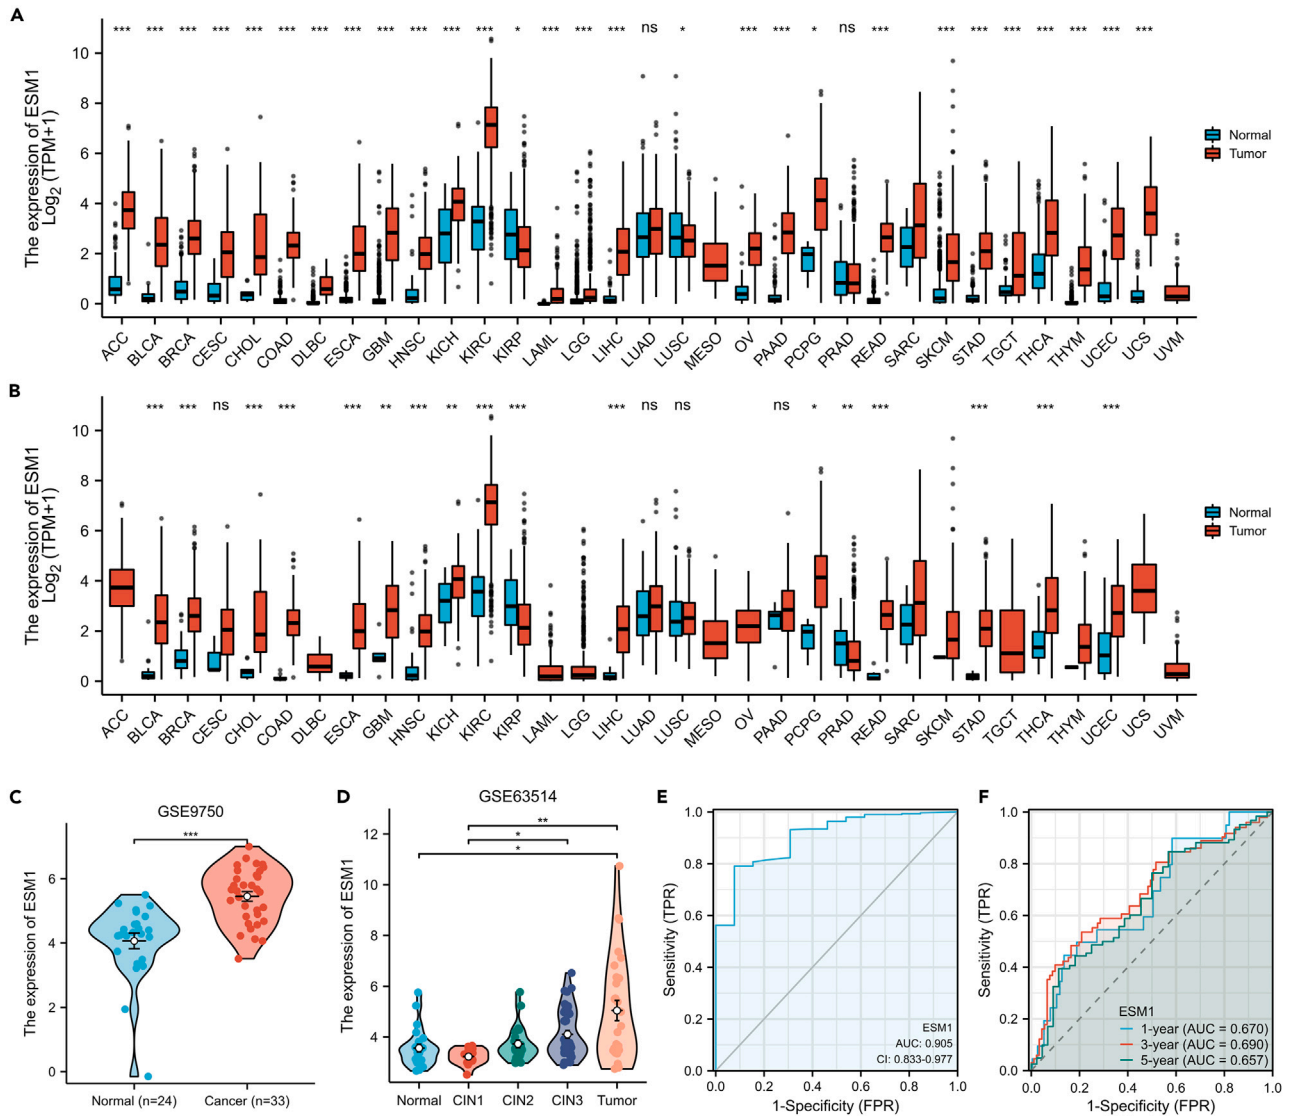 A
*** *** *** *** *** *** *** *** *** *** *** *** * *** *** *** ns * *** *** * ns *** *** *** *** *** *** *** ***
The expression of ESM1
Log2 (TPM+1)
10
8
6
4
2
0
Normal
Tumor
ACC BLCA BRCA CESC CHOL COAD DLBC ESCA GBM HNSC KICH KIRC KIRP LAML LGG LIHC LUAD LUSC MESO OV PAAD PCPG PRAD READ SARC SKCM STAD TGCT THCA THYM UCEC UCS UVM
B
*** *** ns *** *** *** ** *** ** *** *** *** ns ns ns * ** *** *** *** ***
The expression of ESM1
Log2 (TPM+1)
10
8
6
4
2
0
Normal
Tumor
ACC BLCA BRCA CESC CHOL COAD DLBC ESCA GBM HNSC KICH KIRC KIRP LAML LGG LIHC LUAD LUSC MESO OV PAAD PCPG PRAD READ SARC SKCM STAD TGCT THCA THYM UCEC UCS UVM
C
GSE9750
***
The expression of ESM1
6
4
2
0
Normal (n=24) Cancer (n=33)
D
GSE63514
**
*
*
The expression of ESM1
12
10
8
6
4
Normal CIN1 CIN2 CIN3 Tumor
E
Sensitivity (TPR)
1.0
0.8
0.6
0.4
0.2
0.0
ESM1
AUC: 0.905
CI: 0.833-0.977
0.0 0.2 0.4 0.6 0.8 1.0
1-Specificity (FPR)
F
Sensitivity (TPR)
1.0
0.8
0.6
0.4
0.2
0.0
ESM1
1-year (AUC = 0.670)
3-year (AUC = 0.690)
5-year (AUC = 0.657)
0.0 0.2 0.4 0.6 0.8 1.0
1-Specificity (FPR)